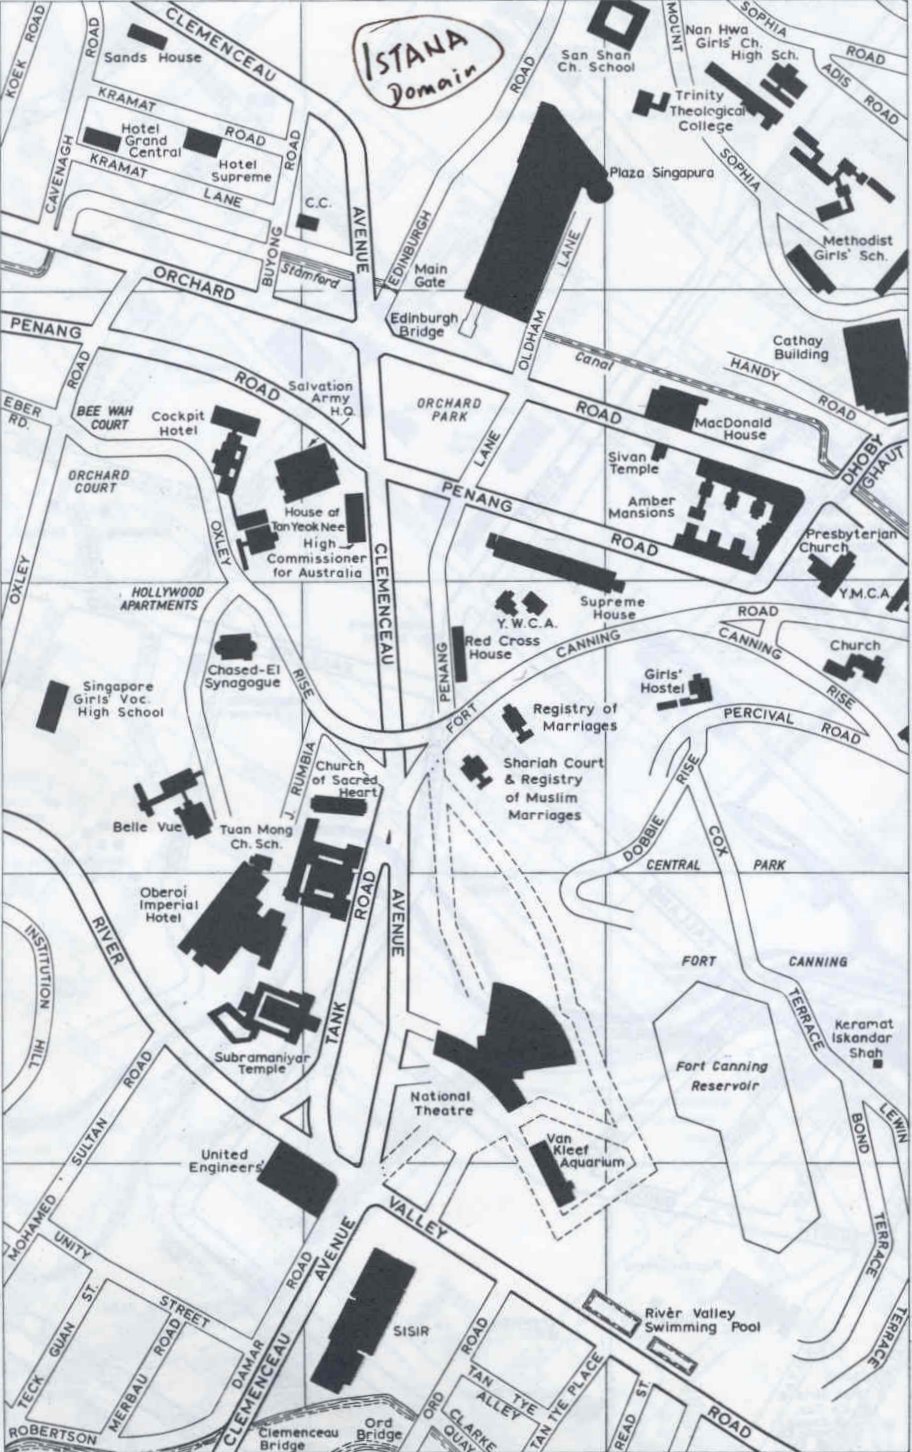 KOEK ROAD
ROAD
Sands House
CLEMENCEAU
ISTANA
Domain
ROAD
San Shan
Ch. School
MOUNT
SOPHIA
ROAD
Nan Hwa
Girls' Ch.
High Sch.
ADIS ROAD
KRAMAT
ROAD
Hotel
Grand
Central
Hotel
Supreme
Trinity
Theological
College
CAVENAGH
KRAMAT
LANE
ROAD
C.C.
Plaza Singapura
SOPHIA
AVENUE
EDINBURGH
BUYONG
Stamford
Main
Gate
LANE
Methodist
Girls' Sch.
ORCHARD
Edinburgh
Bridge
OLDHAM
PENANG
Canal
Cathay
Building
ROAD
ROAD
Salvation
Army
H.Q.
ORCHARD
PARK
HANDY
ROAD
EBER
RD.
BEE WAH
COURT
Cockpit
Hotel
ROAD
MacDonald
House
DHOBY
GHAUT
ORCHARD
COURT
LANE
Sivan
Temple
PENANG
Amber
Mansions
House of
Tan Yeok Nee
High
Commissioner
for Australia
OXLEY
ROAD
Presbyterian
Church
OXLEY
CLEMENCEAU
HOLLYWOOD
APARTMENTS
Y.M.C.A.
Supreme
House
Y.W.C.A.
ROAD
Red Cross
House
CANNING
CANNING
Church
Chased-El
Synagogue
RISE
PENANG
Girls'
Hostel
RISE
Singapore
Girls' Voc.
High School
FORT
Registry of
Marriages
PERCIVAL
ROAD
J. RUMBIA
Church
of Sacred
Heart
Shariah Court
& Registry
of Muslim
Marriages
RISE
Belle Vue
Tuan Mong
Ch. Sch.
DOBBIE
COX
CENTRAL
PARK
Oberoi
Imperial
Hotel
ROAD
AVENUE
RIVER
INSTITUTION
HILL
FORT
CANNING
TERRACE
TANK
Keramat
Iskandar
Shah
Subramaniyar
Temple
Fort Canning
Reservoir
ROAD
National
Theatre
LEWIN
SULTAN
BOND
Van
Kleef
Aquarium
United
Engineers'
MOHAMED
VALLEY
UNITY
STREET
AVENUE
ROAD
TERRACE
ST.
SISIR
River Valley
Swimming Pool
TECK GUAN
MERBAU ROAD
DAMAR
CLEMENCEAU
ROAD
TERRACE
TAN TYE
ALLEY
TAN TYE PLACE
ORD
CLARKE
QUAY
READ ST.
ROAD
ROBERTSON
Clemenceau
Bridge
Ord
Bridge